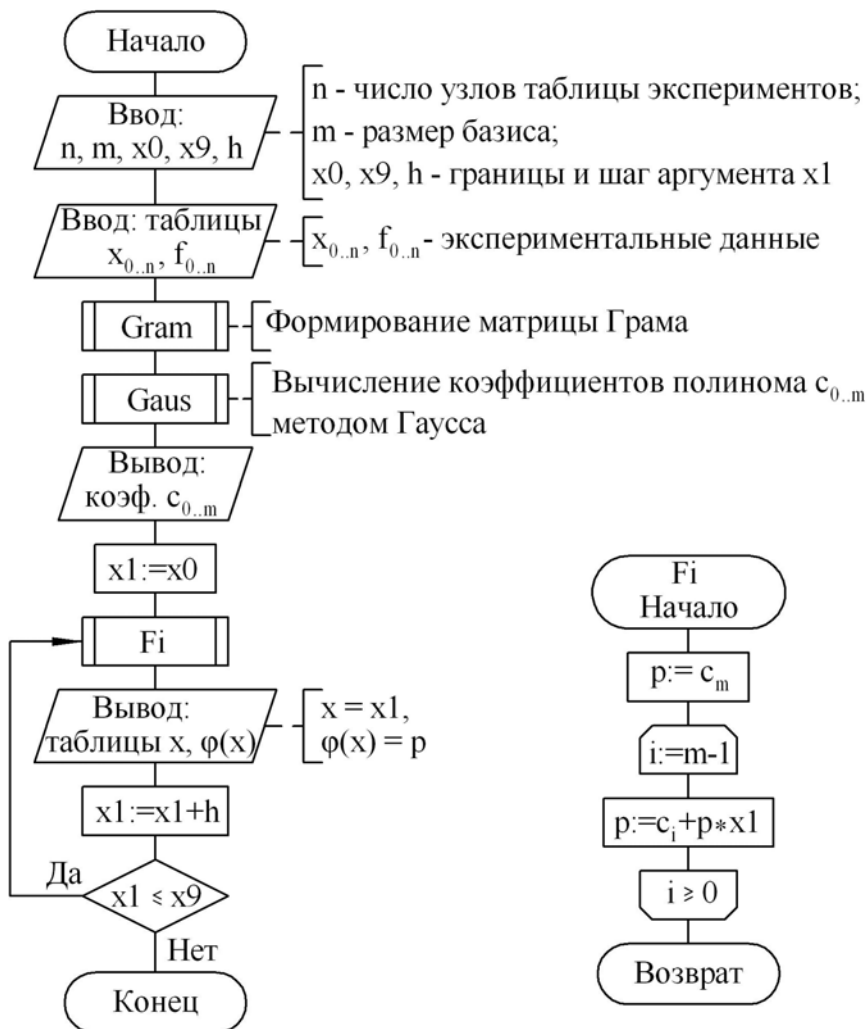 Начало
Ввод:
n, m, x0, x9, h
n - число узлов таблицы экспериментов;
m - размер базиса;
x0, x9, h - границы и шаг аргумента x1
Ввод: таблицы
x₀..ₙ, f₀..ₙ
x₀..ₙ, f₀..ₙ - экспериментальные данные
Gram
Формирование матрицы Грама
Gaus
Вычисление коэффициентов полинома c₀..ₘ
методом Гаусса
Вывод:
коэф. c₀..ₘ
x1:=x0
Fi
Вывод:
таблицы x, φ(x)
x = x1,
φ(x) = p
x1:=x1+h
Да
x1 ⩽ x9
Нет
Конец
Fi
Начало
p:= cₘ
i:=m-1
p:=cᵢ+p*x1
i ⩾ 0
Возврат